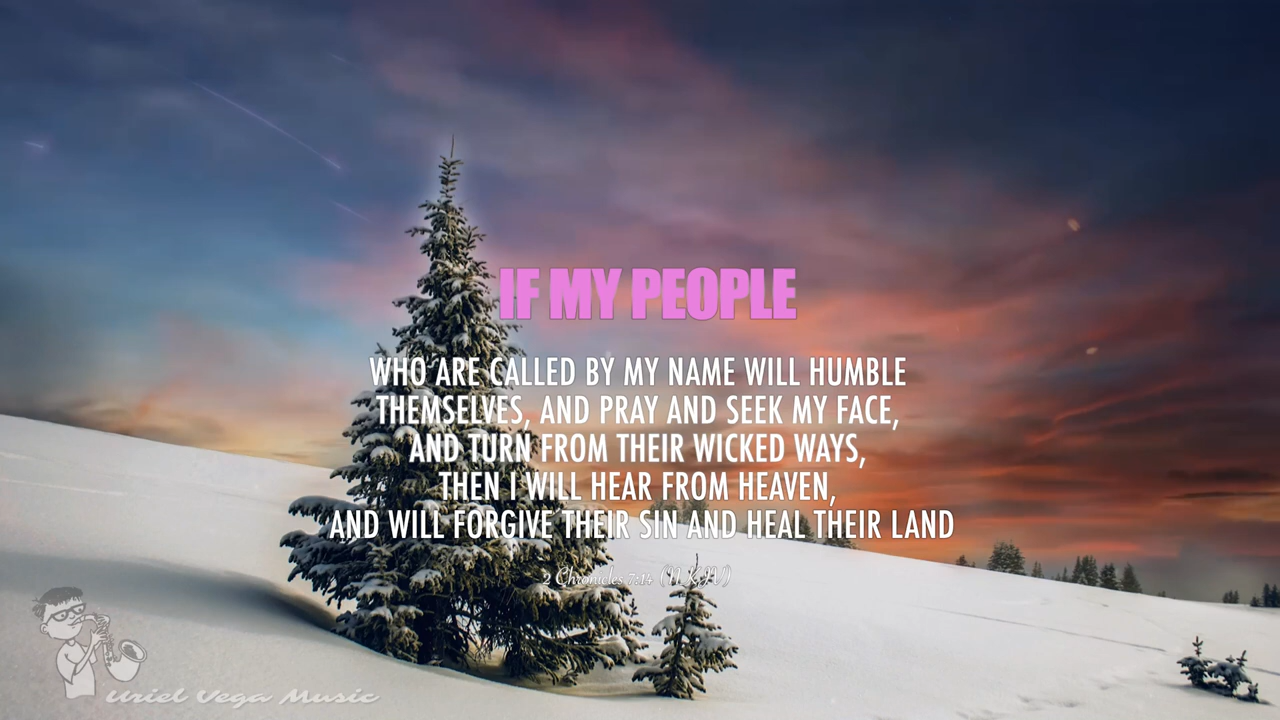 IF MY PEOPLE
WHO ARE CALLED BY MY NAME WILL HUMBLE
THEMSELVES, AND PRAY AND SEEK MY FACE,
AND TURN FROM THEIR WICKED WAYS,
THEN I WILL HEAR FROM HEAVEN,
AND WILL FORGIVE THEIR SIN AND HEAL THEIR LAND
2 Chronicles 7:14
Uriel Vega Music